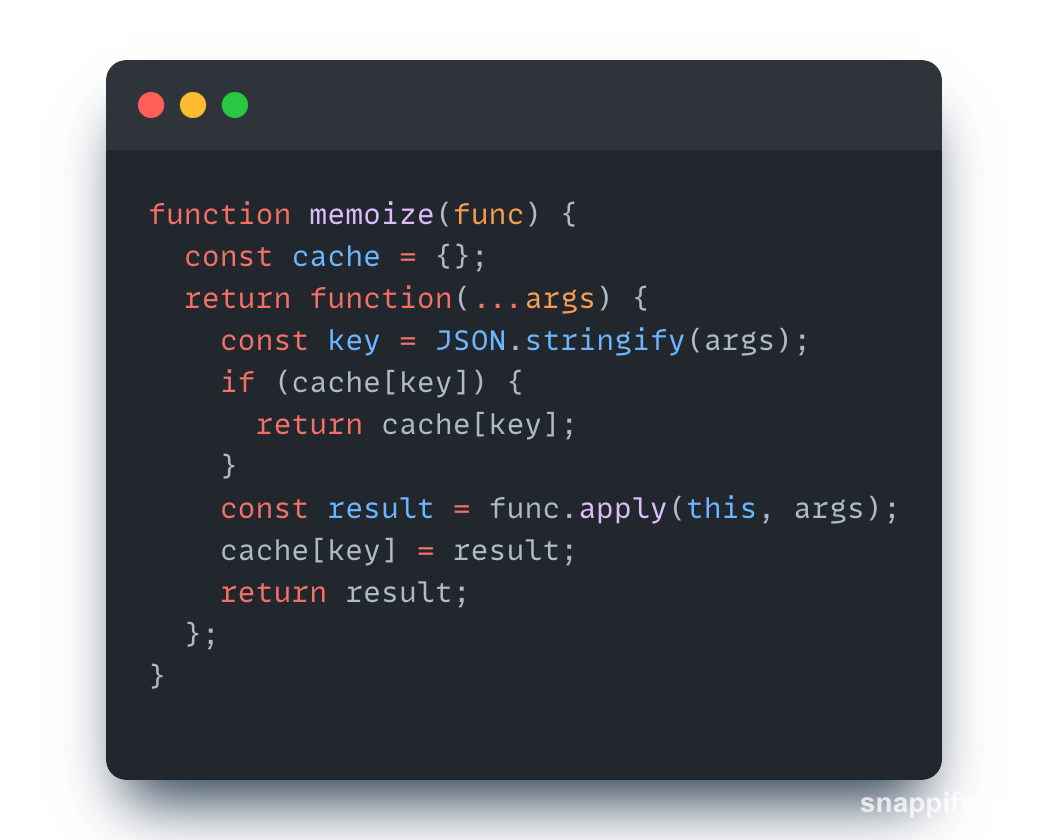 function memoize(func) {
  const cache = {};
  return function(...args) {
    const key = JSON.stringify(args);
    if (cache[key]) {
      return cache[key];
    }
    const result = func.apply(this, args);
    cache[key] = result;
    return result;
  };
}
snappify